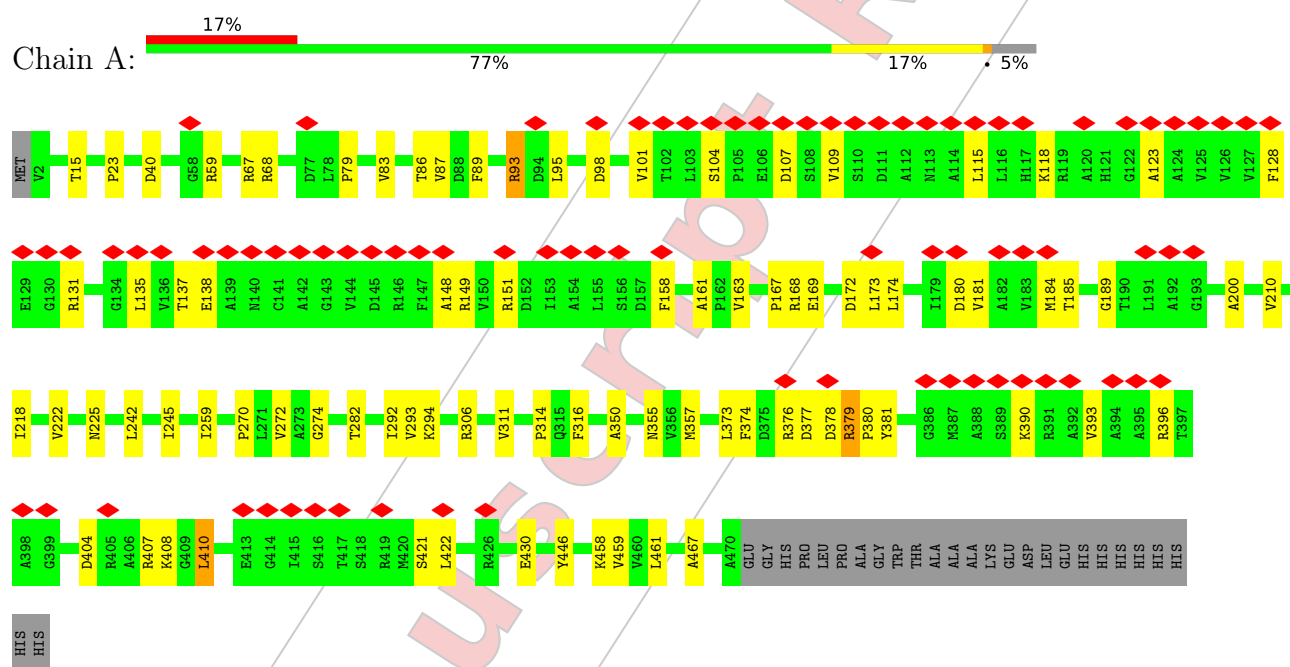 17%
Chain A:
77% 17% • 5%
MET V2 T15 P23 D40 G58 R59 R67 R68 D77 L78 P79 V83 T86 V87 D88 F89 R93 D94 L95 D98 V101 T102 L103 S104 P105 E106 D107 S108 V109 S110 D111 A112 N113 A114 L115 L116 H117 K118 R119 A120 H121 G122 A123 A124 V125 V126 V127 F128
E129 G130 R131 G134 L135 V136 T137 E138 A139 N140 C141 A142 G143 V144 D145 R146 F147 A148 R149 V150 R151 D152 I153 A154 L155 S156 D157 F158 A161 P162 V163 P167 R168 E169 D172 L173 L174 I179 D180 V181 A182 V183 M184 T185 G189 T190 L191 A192 G193 A200 V210
I218 V222 N225 L242 I245 I259 P270 L271 V272 A273 G274 T282 I292 V293 K294 R306 V311 P314 Q315 F316 A350 N355 V356 M357 L373 F374 D375 R376 D377 D378 R379 P380 Y381 G386 M387 A388 S389 K390 R391 A392 V393 A394 A395 R396 T397
A398 G399 D404 R405 A406 R407 K408 G409 L410 E413 G414 I415 S416 T417 S418 R419 M420 S421 L422 R426 E430 Y446 K458 V459 V460 L461 A467 A470 GLU GLY HIS PRO LEU PRO PRO ALA GLY TRP THR ALA ALA ALA LYS GLU ASP LEU GLU HIS HIS HIS HIS HIS HIS
HIS HIS